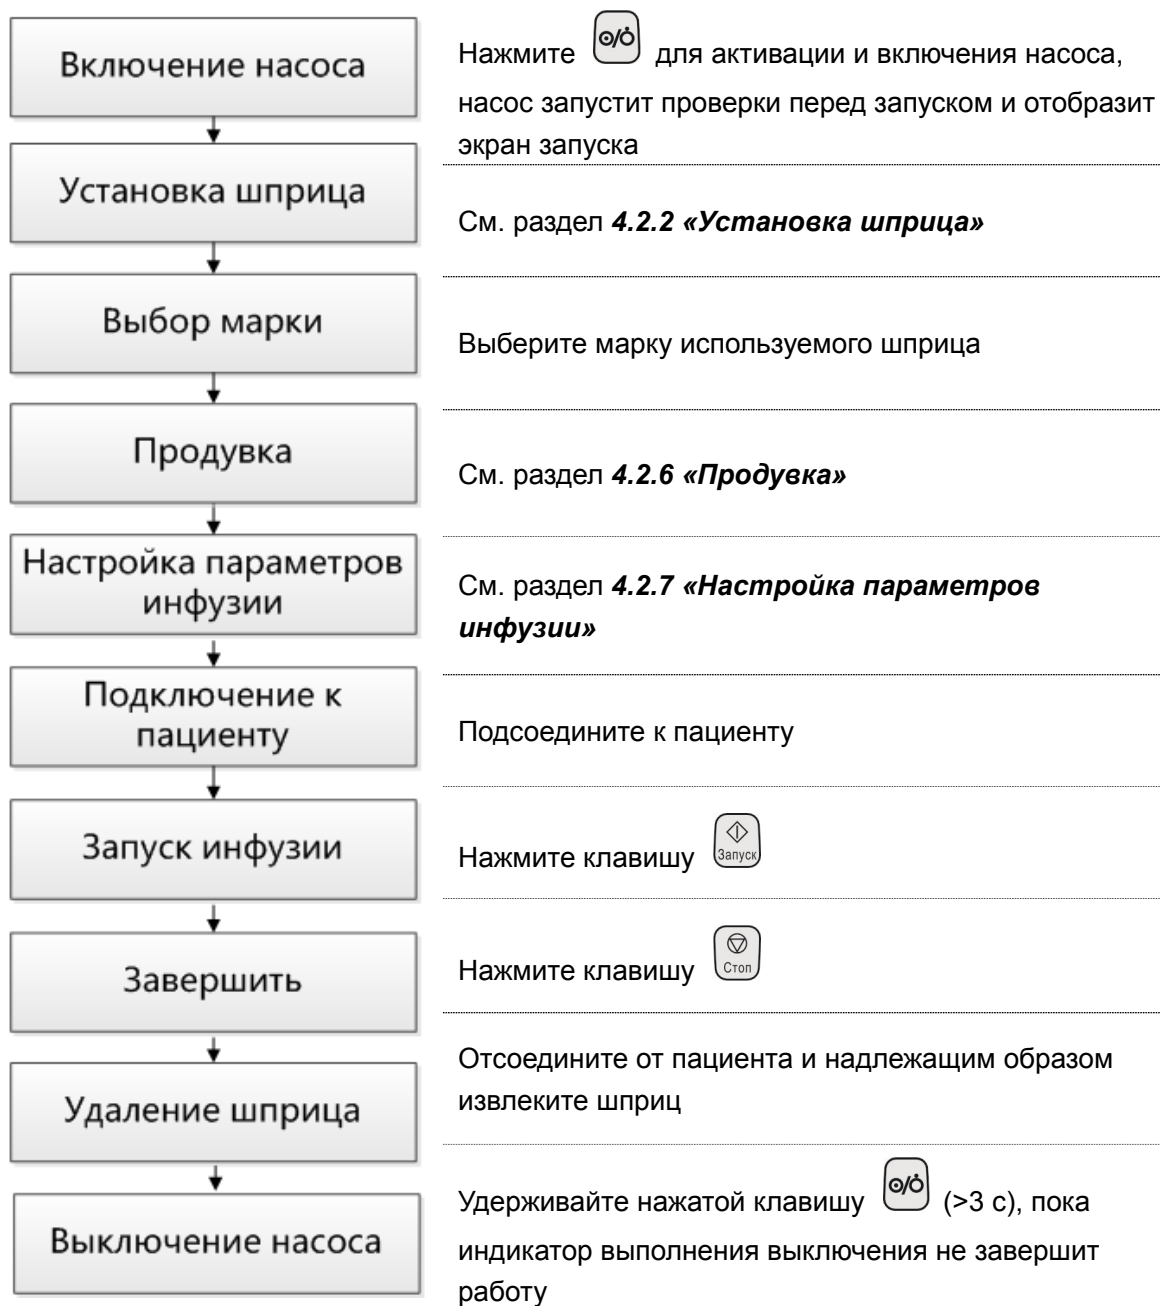 Включение насоса
Нажмите для активации и включения насоса,
насос запустит проверки перед запуском и отобразит
экран запуска
Установка шприца
См. раздел 4.2.2 «Установка шприца»
Выбор марки
Выберите марку используемого шприца
Продувка
См. раздел 4.2.6 «Продувка»
Настройка параметров
инфузии
См. раздел 4.2.7 «Настройка параметров
инфузии»
Подключение к
пациенту
Подсоедините к пациенту
Запуск инфузии
Нажмите клавишу
Запуск
Завершить
Нажмите клавишу
Стоп
Удаление шприца
Отсоедините от пациента и надлежащим образом
извлеките шприц
Выключение насоса
Удерживайте нажатой клавишу (>3 с), пока
индикатор выполнения выключения не завершит
работу